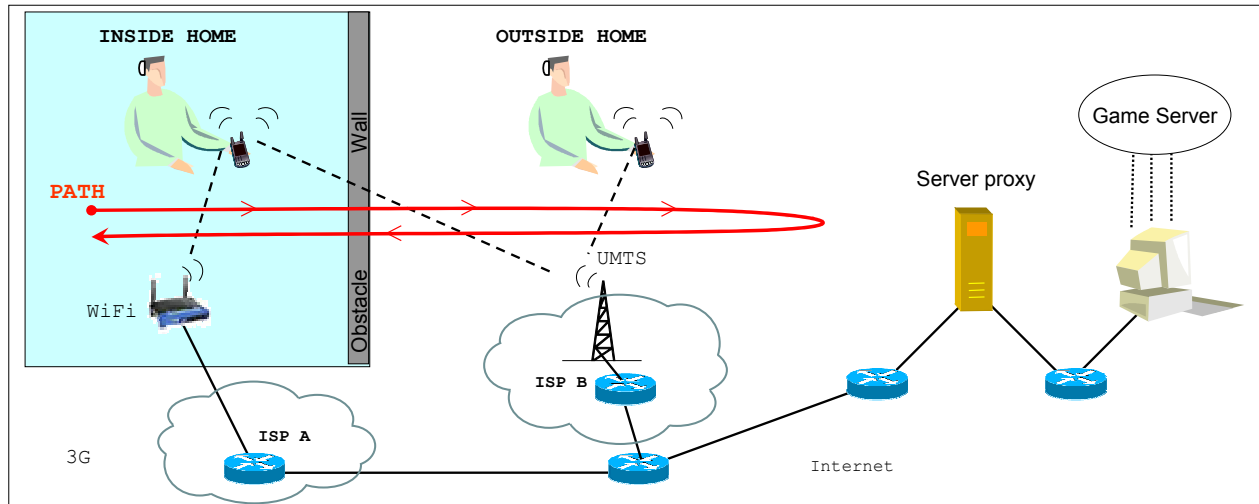 INSIDE HOME
OUTSIDE HOME
Wall
Game Server
Server proxy
PATH
UMTS
WiFi
Obstacle
ISP B
ISP A
3G
Internet